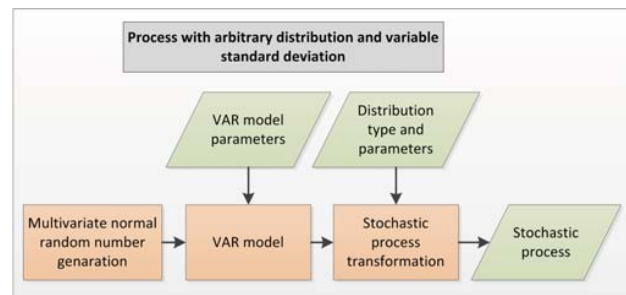 Process with arbitrary distribution and variable
standard deviation
VAR model
parameters
Distribution
type and
parameters
Multivariate normal
random number
genaration
VAR model
Stochastic
process
transformation
Stochastic
process